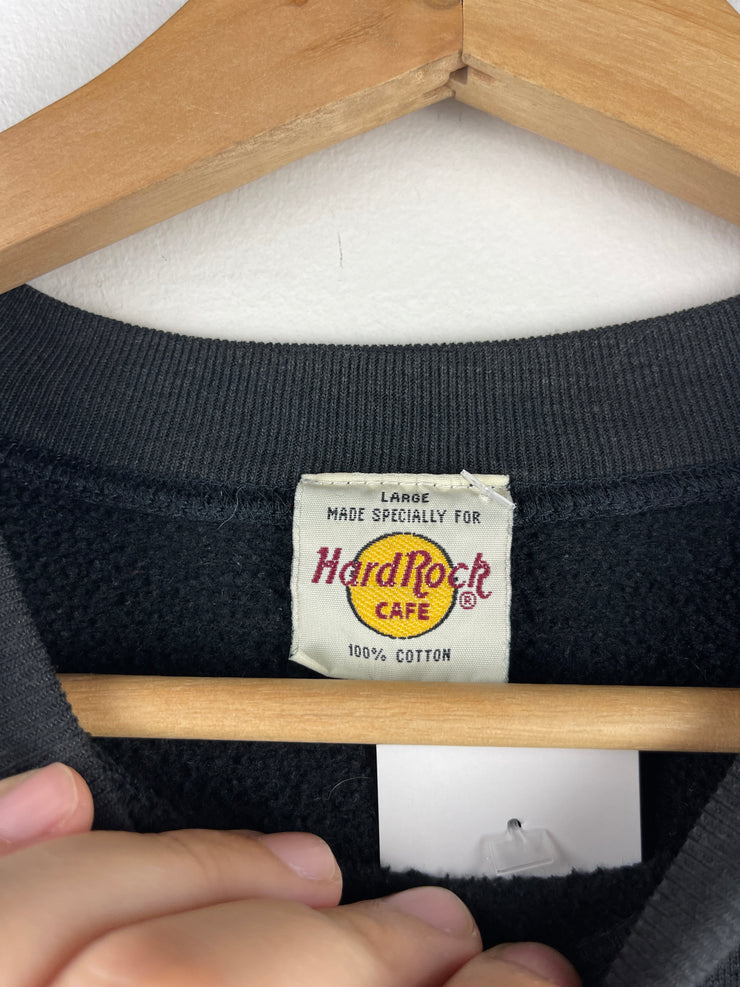 LARGE
MADE SPECIALLY FOR
Hard Rock
®
CAFE
100% COTTON